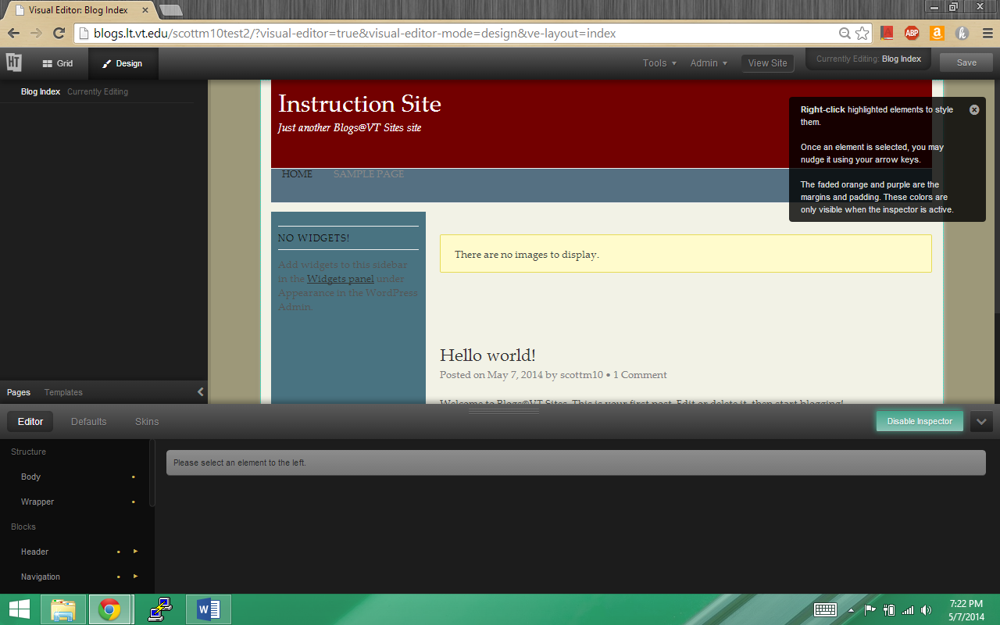 Visual Editor: Blog Index
blogs.lt.vt.edu/scottm10test2/?visual-editor=true&visual-editor-mode=design&ve-layout=index
ABP
a
h
HT
Grid
Design
Tools
Admin
View Site
Currently Editing: Blog Index
Save
Blog Index Currently Editing
Instruction Site
Just another Blogs@VT Sites site
HOME
SAMPLE PAGE
Right-click highlighted elements to style
them.
Once an element is selected, you may
nudge it using your arrow keys.
The faded orange and purple are the
margins and padding. These colors are
only visible when the inspector is active.
NO WIDGETS!
Add widgets to this sidebar
in the Widgets panel under
Appearance in the WordPress
Admin.
There are no images to display.
Hello world!
Posted on May 7, 2014 by scottm10 • 1 Comment
Welcome to Blogs@VT Sites. This is your first post. Edit or delete it, then start blogging!
Pages
Templates
Editor
Defaults
Skins
Disable Inspector
Structure
Body
Wrapper
Blocks
Header
Navigation
Please select an element to the left.
W
7:22 PM
5/7/2014